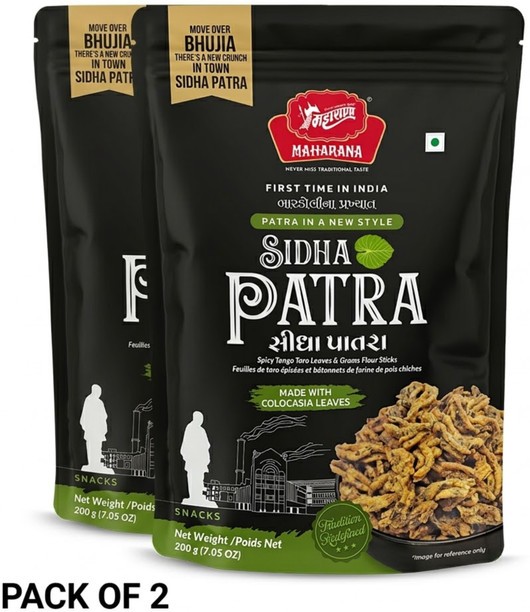 MOVE OVER
BHUJIA
THERE'S A NEW CRUNCH
IN TOWN
SIDHA PATRA
MOVE OVER
BHUJIA
THERE'S A NEW CRUNCH
IN TOWN
SIDHA PATRA
महाराणा
MAHARANA
NEVER MISS TRADITIONAL TASTE
FIRST TIME IN INDIA
બારડોલીના પ્રખ્યાત
PATRA IN A NEW STYLE
SIDHA
PATRA
સીધા પાતરા
Spicy Tango Taro Leaves & Grams Flour Sticks
Feuilles de taro épisées et bâtonnets de farine de pois chiches
MADE WITH
COLOCASIA LEAVES
SNACKS
Net Weight /Poids Net
200 g (7.05 OZ)
Tradition
Redefined
*Image for reference only
P
Feuilles
SNACKS
Net Weight /Poids
200 g (7.05 OZ)
PACK OF 2